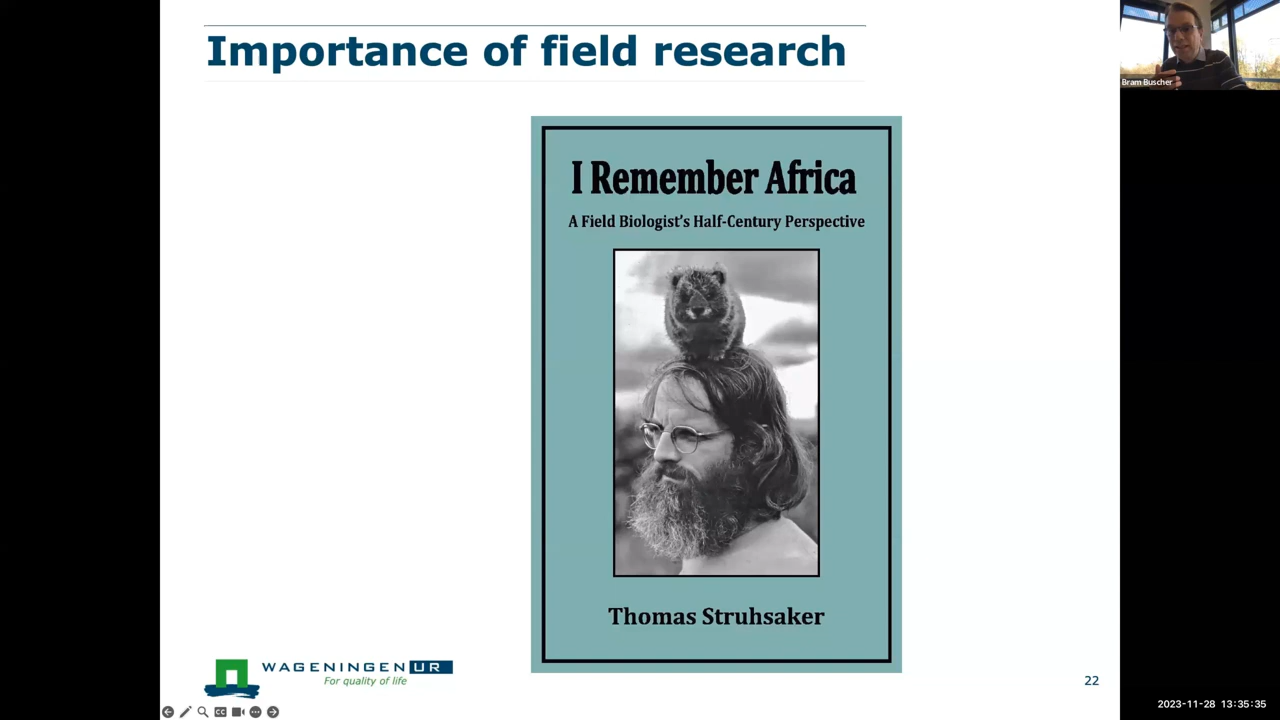 Importance of field research
Bram Buscher
I Remember Africa
A Field Biologist's Half-Century Perspective
Thomas Struhsaker
WAGENINGEN UR
For quality of life
22
CC
2023-11-28 13:35:35